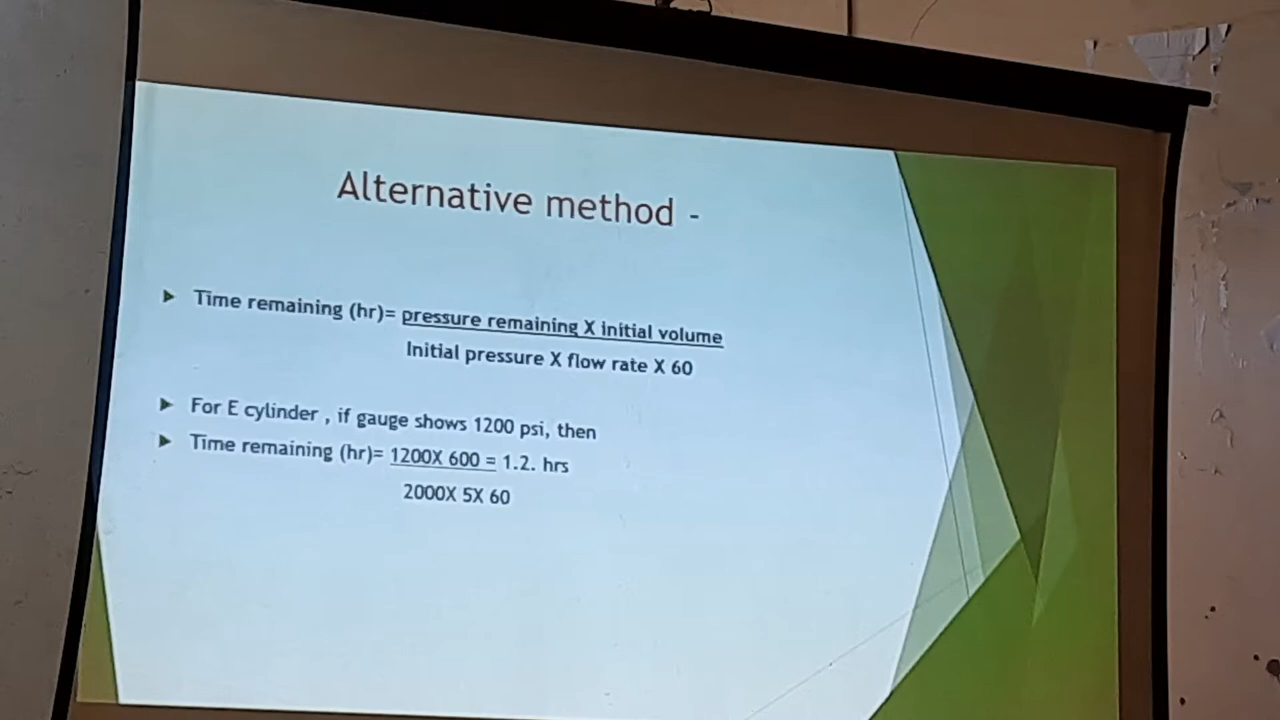 Alternative method -
Time remaining (hr)= pressure remaining X initial volume
Initial pressure X flow rate X 60
For E cylinder , if gauge shows 1200 psi, then
Time remaining (hr)= 1200X 600 = 1.2. hrs
2000X 5X 60